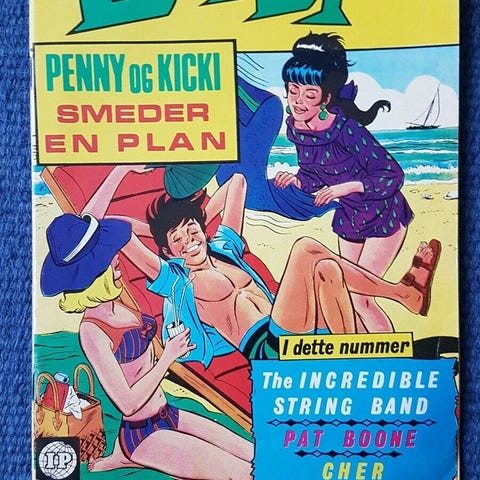 PENNY OG KICKI
SMEDER
EN PLAN
I dette nummer
The INCREDIBLE
STRING BAND
PAT BOONE
CHER
I·P